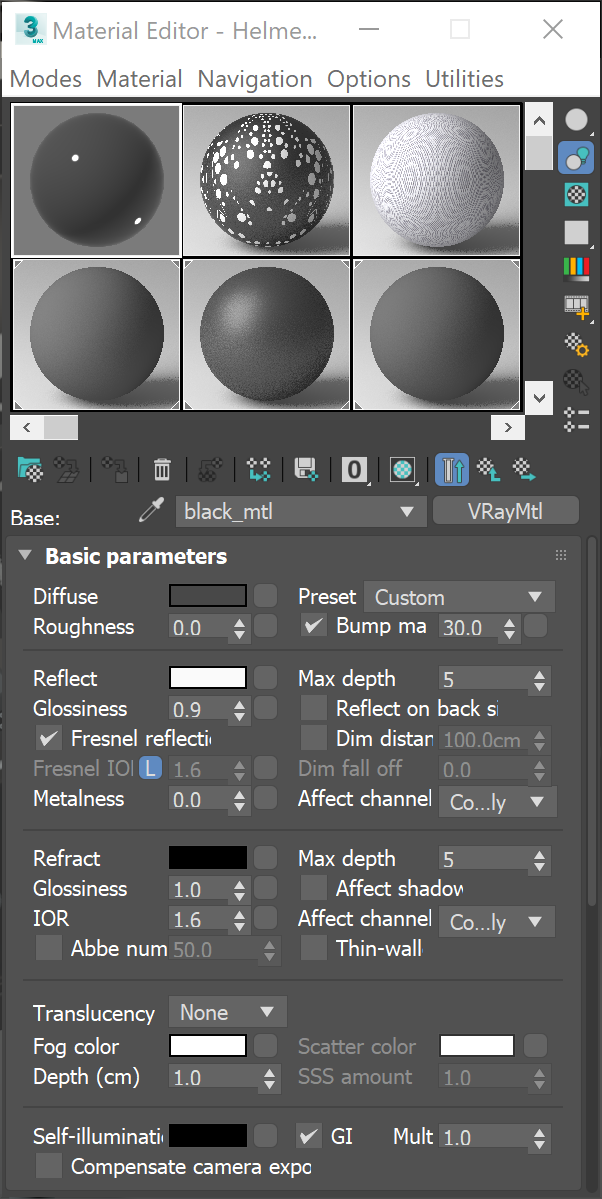 3
MAX
Material Editor - Helme...
Modes Material Navigation Options Utilities
0
Base: black_mtl VRayMtl
Basic parameters
Diffuse Preset Custom
Roughness 0.0 Bump ma 30.0
Reflect Max depth 5
Glossiness 0.9 Reflect on back si
Fresnel reflecti Dim distan 100.0cm
Fresnel IOI L 1.6 Dim fall off 0.0
Metalness 0.0 Affect channel Co...ly
Refract Max depth 5
Glossiness 1.0 Affect shadow
IOR 1.6 Affect channel Co...ly
Abbe num 50.0 Thin-walle
Translucency None
Fog color Scatter color
Depth (cm) 1.0 SSS amount 1.0
Self-illuminati GI Mult 1.0
Compensate camera expo